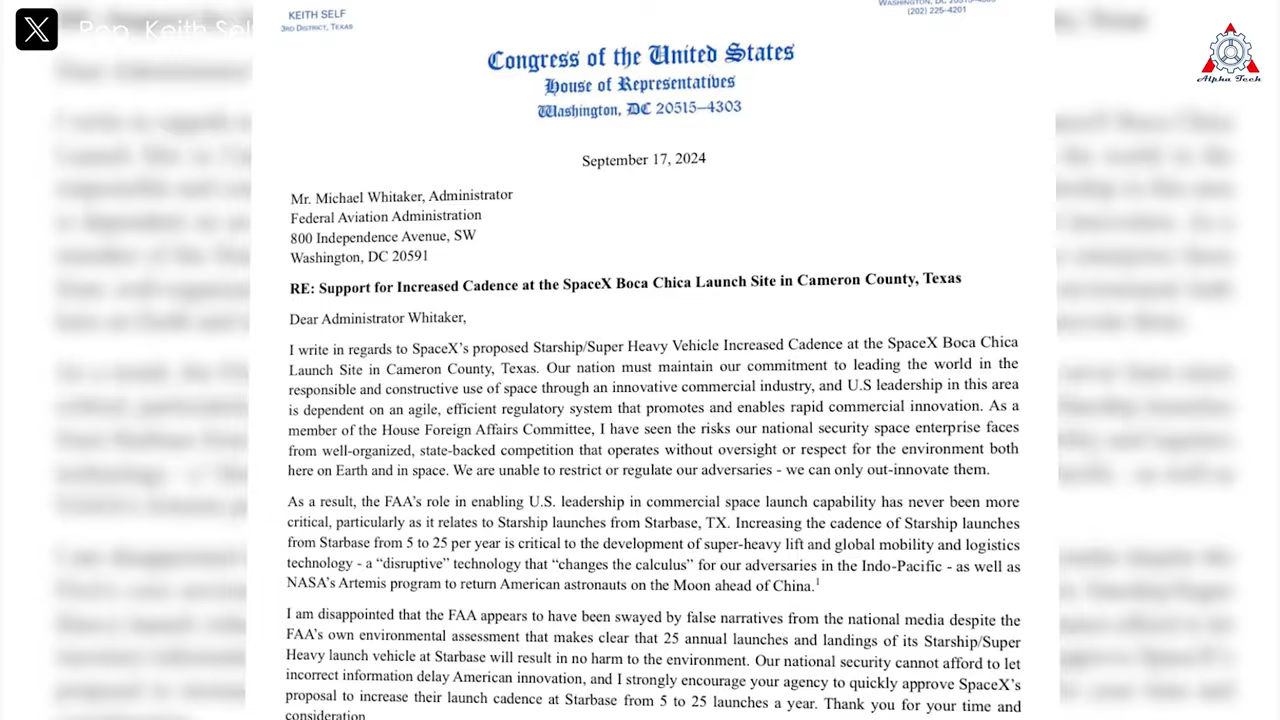 Rep. Keith Self
KEITH SELF
3RD DISTRICT, TEXAS
(202) 225-4201
Alpha Tech
Congress of the United States
House of Representatives
Washington, DC 20515–4303
September 17, 2024
Mr. Michael Whitaker, Administrator
Federal Aviation Administration
800 Independence Avenue, SW
Washington, DC 20591
RE: Support for Increased Cadence at the SpaceX Boca Chica Launch Site in Cameron County, Texas
Dear Administrator Whitaker,
I write in regards to SpaceX’s proposed Starship/Super Heavy Vehicle Increased Cadence at the SpaceX Boca Chica
Launch Site in Cameron County, Texas. Our nation must maintain our commitment to leading the world in the
responsible and constructive use of space through an innovative commercial industry, and U.S leadership in this area
is dependent on an agile, efficient regulatory system that promotes and enables rapid commercial innovation. As a
member of the House Foreign Affairs Committee, I have seen the risks our national security space enterprise faces
from well-organized, state-backed competition that operates without oversight or respect for the environment both
here on Earth and in space. We are unable to restrict or regulate our adversaries - we can only out-innovate them.
As a result, the FAA’s role in enabling U.S. leadership in commercial space launch capability has never been more
critical, particularly as it relates to Starship launches from Starbase, TX. Increasing the cadence of Starship launches
from Starbase from 5 to 25 per year is critical to the development of super-heavy lift and global mobility and logistics
technology - a “disruptive” technology that “changes the calculus” for our adversaries in the Indo-Pacific - as well as
NASA’s Artemis program to return American astronauts on the Moon ahead of China.¹
I am disappointed that the FAA appears to have been swayed by false narratives from the national media despite the
FAA’s own environmental assessment that makes clear that 25 annual launches and landings of its Starship/Super
Heavy launch vehicle at Starbase will result in no harm to the environment. Our national security cannot afford to let
incorrect information delay American innovation, and I strongly encourage your agency to quickly approve SpaceX’s
proposal to increase their launch cadence at Starbase from 5 to 25 launches a year. Thank you for your time and
consideration